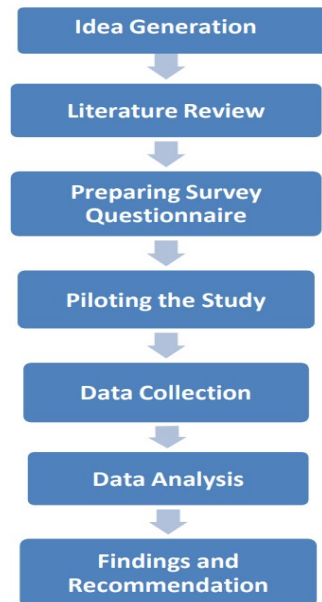 Idea Generation
Literature Review
Preparing Survey
Questionnaire
Piloting the Study
Data Collection
Data Analysis
Findings and
Recommendation